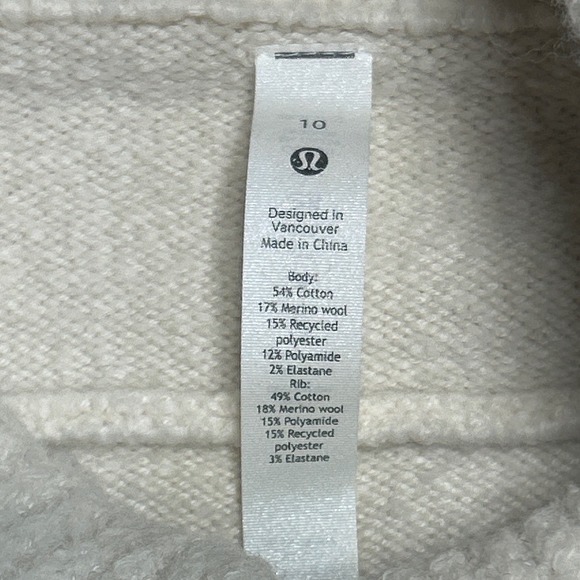 10
Designed in
Vancouver
Made in China
Body:
54% Cotton
17% Merino wool
15% Recycled
polyester
12% Polyamide
2% Elastane
Rib:
49% Cotton
18% Merino wool
15% Polyamide
15% Recycled
polyester
3% Elastane